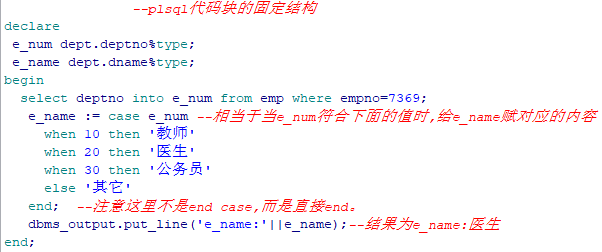 --plsql代码块的固定结构
declare
e_num dept.deptno%type;
e_name dept.dname%type;
begin
select deptno into e_num from emp where empno=7369;
e_name := case e_num --相当于当e_num符合下面的值时,给e_name赋对应的内容
when 10 then '教师'
when 20 then '医生'
when 30 then '公务员'
else '其它'
end; --注意这里不是end case,而是直接end。
dbms_output.put_line('e_name:'||e_name);--结果为e_name:医生
end;